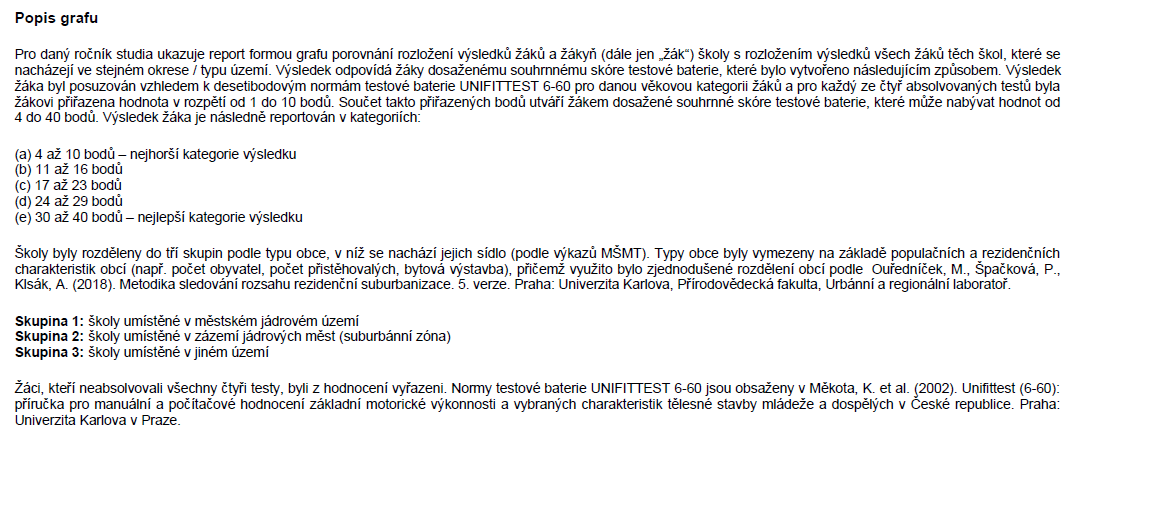 Popis grafu
Pro daný ročník studia ukazuje report formou grafu porovnání rozložení výsledků žáků a žákyň (dále jen „žák“) školy s rozložením výsledků všech žáků těch škol, které se
nacházejí ve stejném okrese / typu území. Výsledek odpovídá žáky dosaženému souhrnnému skóre testové baterie, které bylo vytvořeno následujícím způsobem. Výsledek
žáka byl posuzován vzhledem k desetibodovým normám testové baterie UNIFITTEST 6-60 pro danou věkovou kategorii žáků a pro každý ze čtyř absolvovaných testů byla
žákovi přiřazena hodnota v rozpětí od 1 do 10 bodů. Součet takto přiřazených bodů utváří žákem dosažené souhrnné skóre testové baterie, které může nabývat hodnot od
4 do 40 bodů. Výsledek žáka je následně reportován v kategoriích:
(a) 4 až 10 bodů – nejhorší kategorie výsledku
(b) 11 až 16 bodů
(c) 17 až 23 bodů
(d) 24 až 29 bodů
(e) 30 až 40 bodů – nejlepší kategorie výsledku
Školy byly rozděleny do tří skupin podle typu obce, v níž se nachází jejich sídlo (podle výkazů MŠMT). Typy obce byly vymezeny na základě populačních a rezidenčních
charakteristik obcí (např. počet obyvatel, počet přistěhovalých, bytová výstavba), přičemž využito bylo zjednodušené rozdělení obcí podle Ouředníček, M., Špačková, P.,
Klsák, A. (2018). Metodika sledování rozsahu rezidenční suburbanizace. 5. verze. Praha: Univerzita Karlova, Přírodovědecká fakulta, Urbánní a regionální laboratoř.
Skupina 1: školy umístěné v městském jádrovém území
Skupina 2: školy umístěné v zázemí jádrových měst (suburbánní zóna)
Skupina 3: školy umístěné v jiném území
Žáci, kteří neabsolvovali všechny čtyři testy, byli z hodnocení vyřazeni. Normy testové baterie UNIFITTEST 6-60 jsou obsaženy v Měkota, K. et al. (2002). Unifittest (6-60):
příručka pro manuální a počítačové hodnocení základní motorické výkonnosti a vybraných charakteristik tělesné stavby mládeže a dospělých v České republice. Praha:
Univerzita Karlova v Praze.